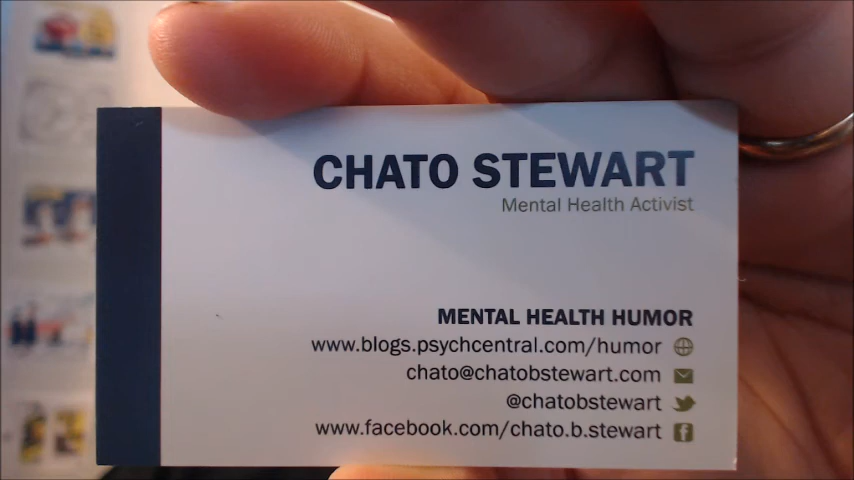 CHATO STEWART
Mental Health Activist
MENTAL HEALTH HUMOR
www.blogs.psychcentral.com/humor
chato@chatobstewart.com
@chatobstewart
www.facebook.com/chato.b.stewart